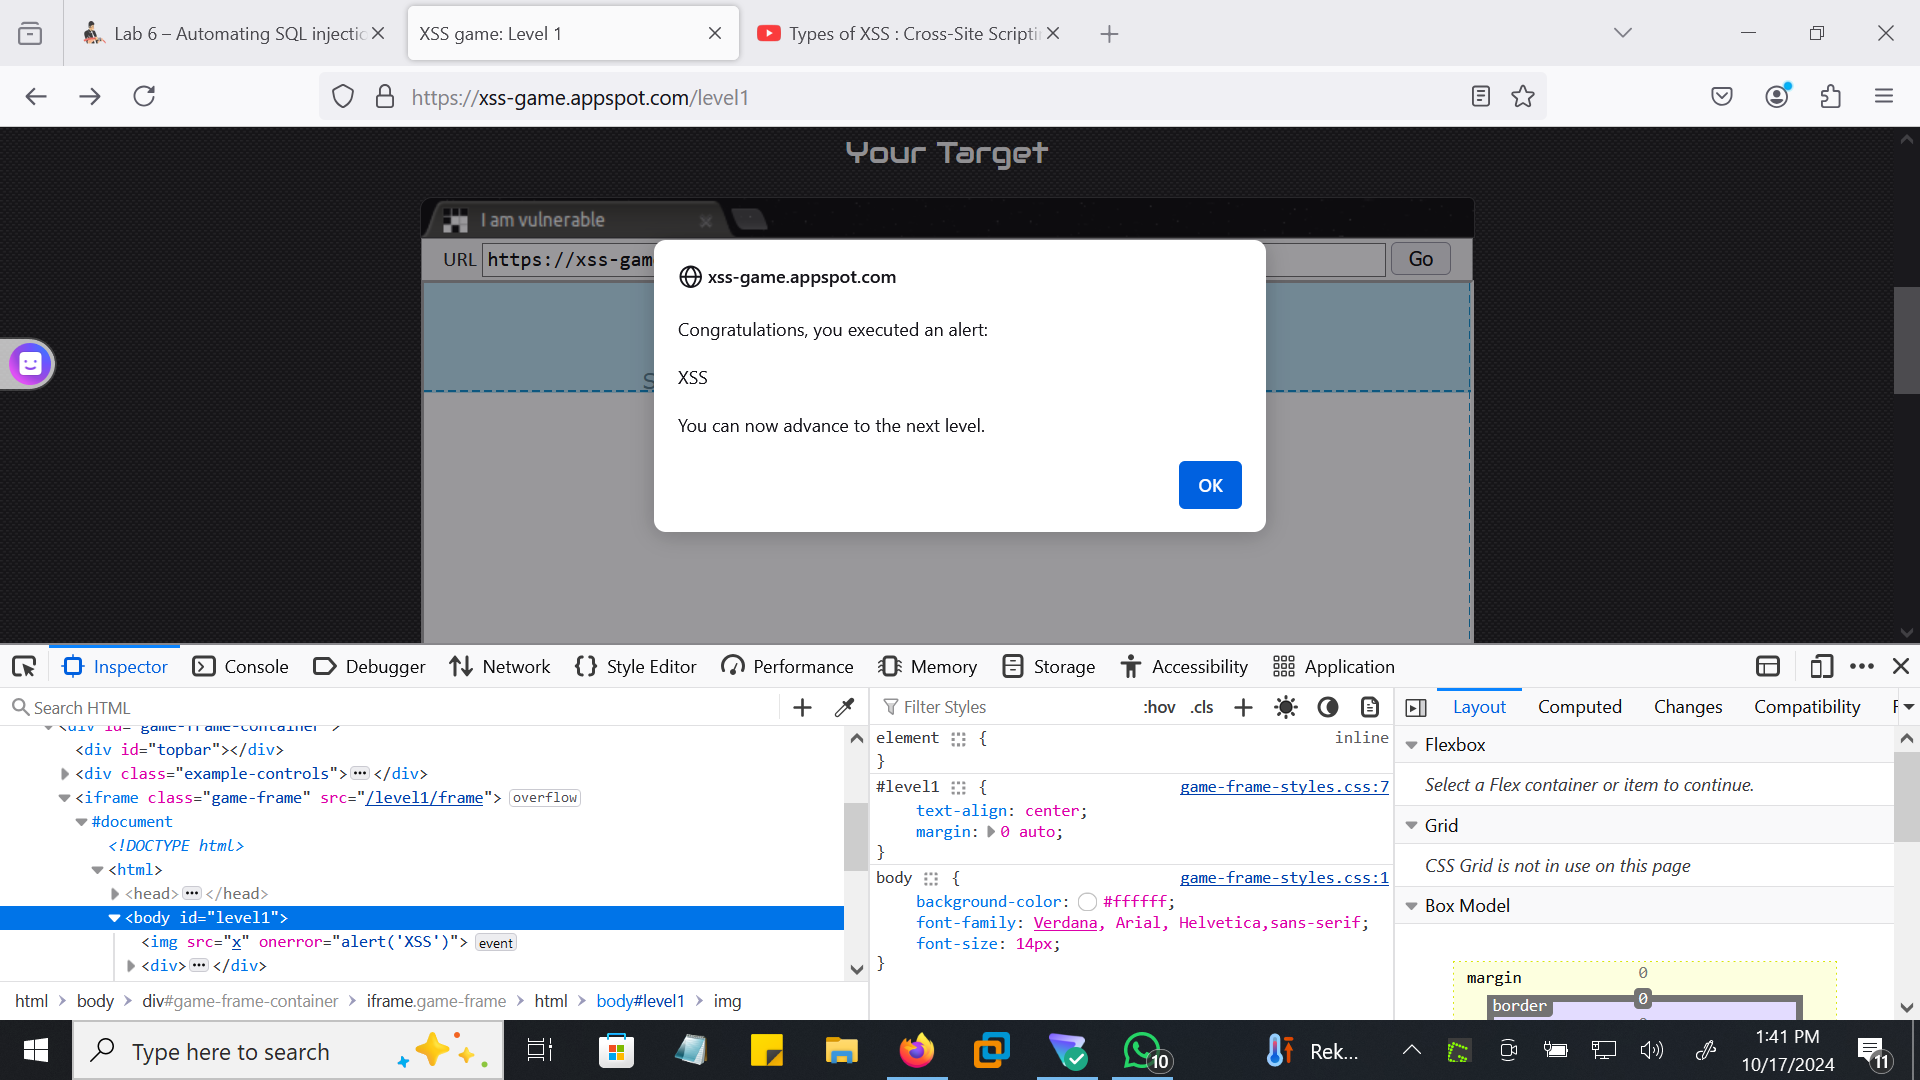 Lab 6 – Automating SQL injectio
XSS game: Level 1
Types of XSS : Cross-Site Scripti
https://xss-game.appspot.com/level1
Your Target
I am vulnerable
URL
https://xss-gam
Go
xss-game.appspot.com
Congratulations, you executed an alert:
XSS
You can now advance to the next level.
OK
Inspector
Console
Debugger
Network
Style Editor
Performance
Memory
Storage
Accessibility
Application
Search HTML
Filter Styles
:hov
.cls
Layout
Computed
Changes
Compatibility
<div id="game-frame-container">
<div id="topbar"></div>
<div class="example-controls"></div>
<iframe class="game-frame" src="/level1/frame">
overflow
#document
<!DOCTYPE html>
<html>
<head></head>
<body id="level1">
<img src="x" onerror="alert('XSS')">
event
<div></div>
html
body
div#game-frame-container
iframe.game-frame
html
body#level1
img
element {
inline
}
#level1 {
game-frame-styles.css:7
text-align: center;
margin: 0 auto;
}
body {
game-frame-styles.css:1
background-color: #ffffff;
font-family: Verdana, Arial, Helvetica,sans-serif;
font-size: 14px;
}
Flexbox
Select a Flex container or item to continue.
Grid
CSS Grid is not in use on this page
Box Model
margin
0
border
0
Type here to search
10
Rek...
1:41 PM
10/17/2024
11